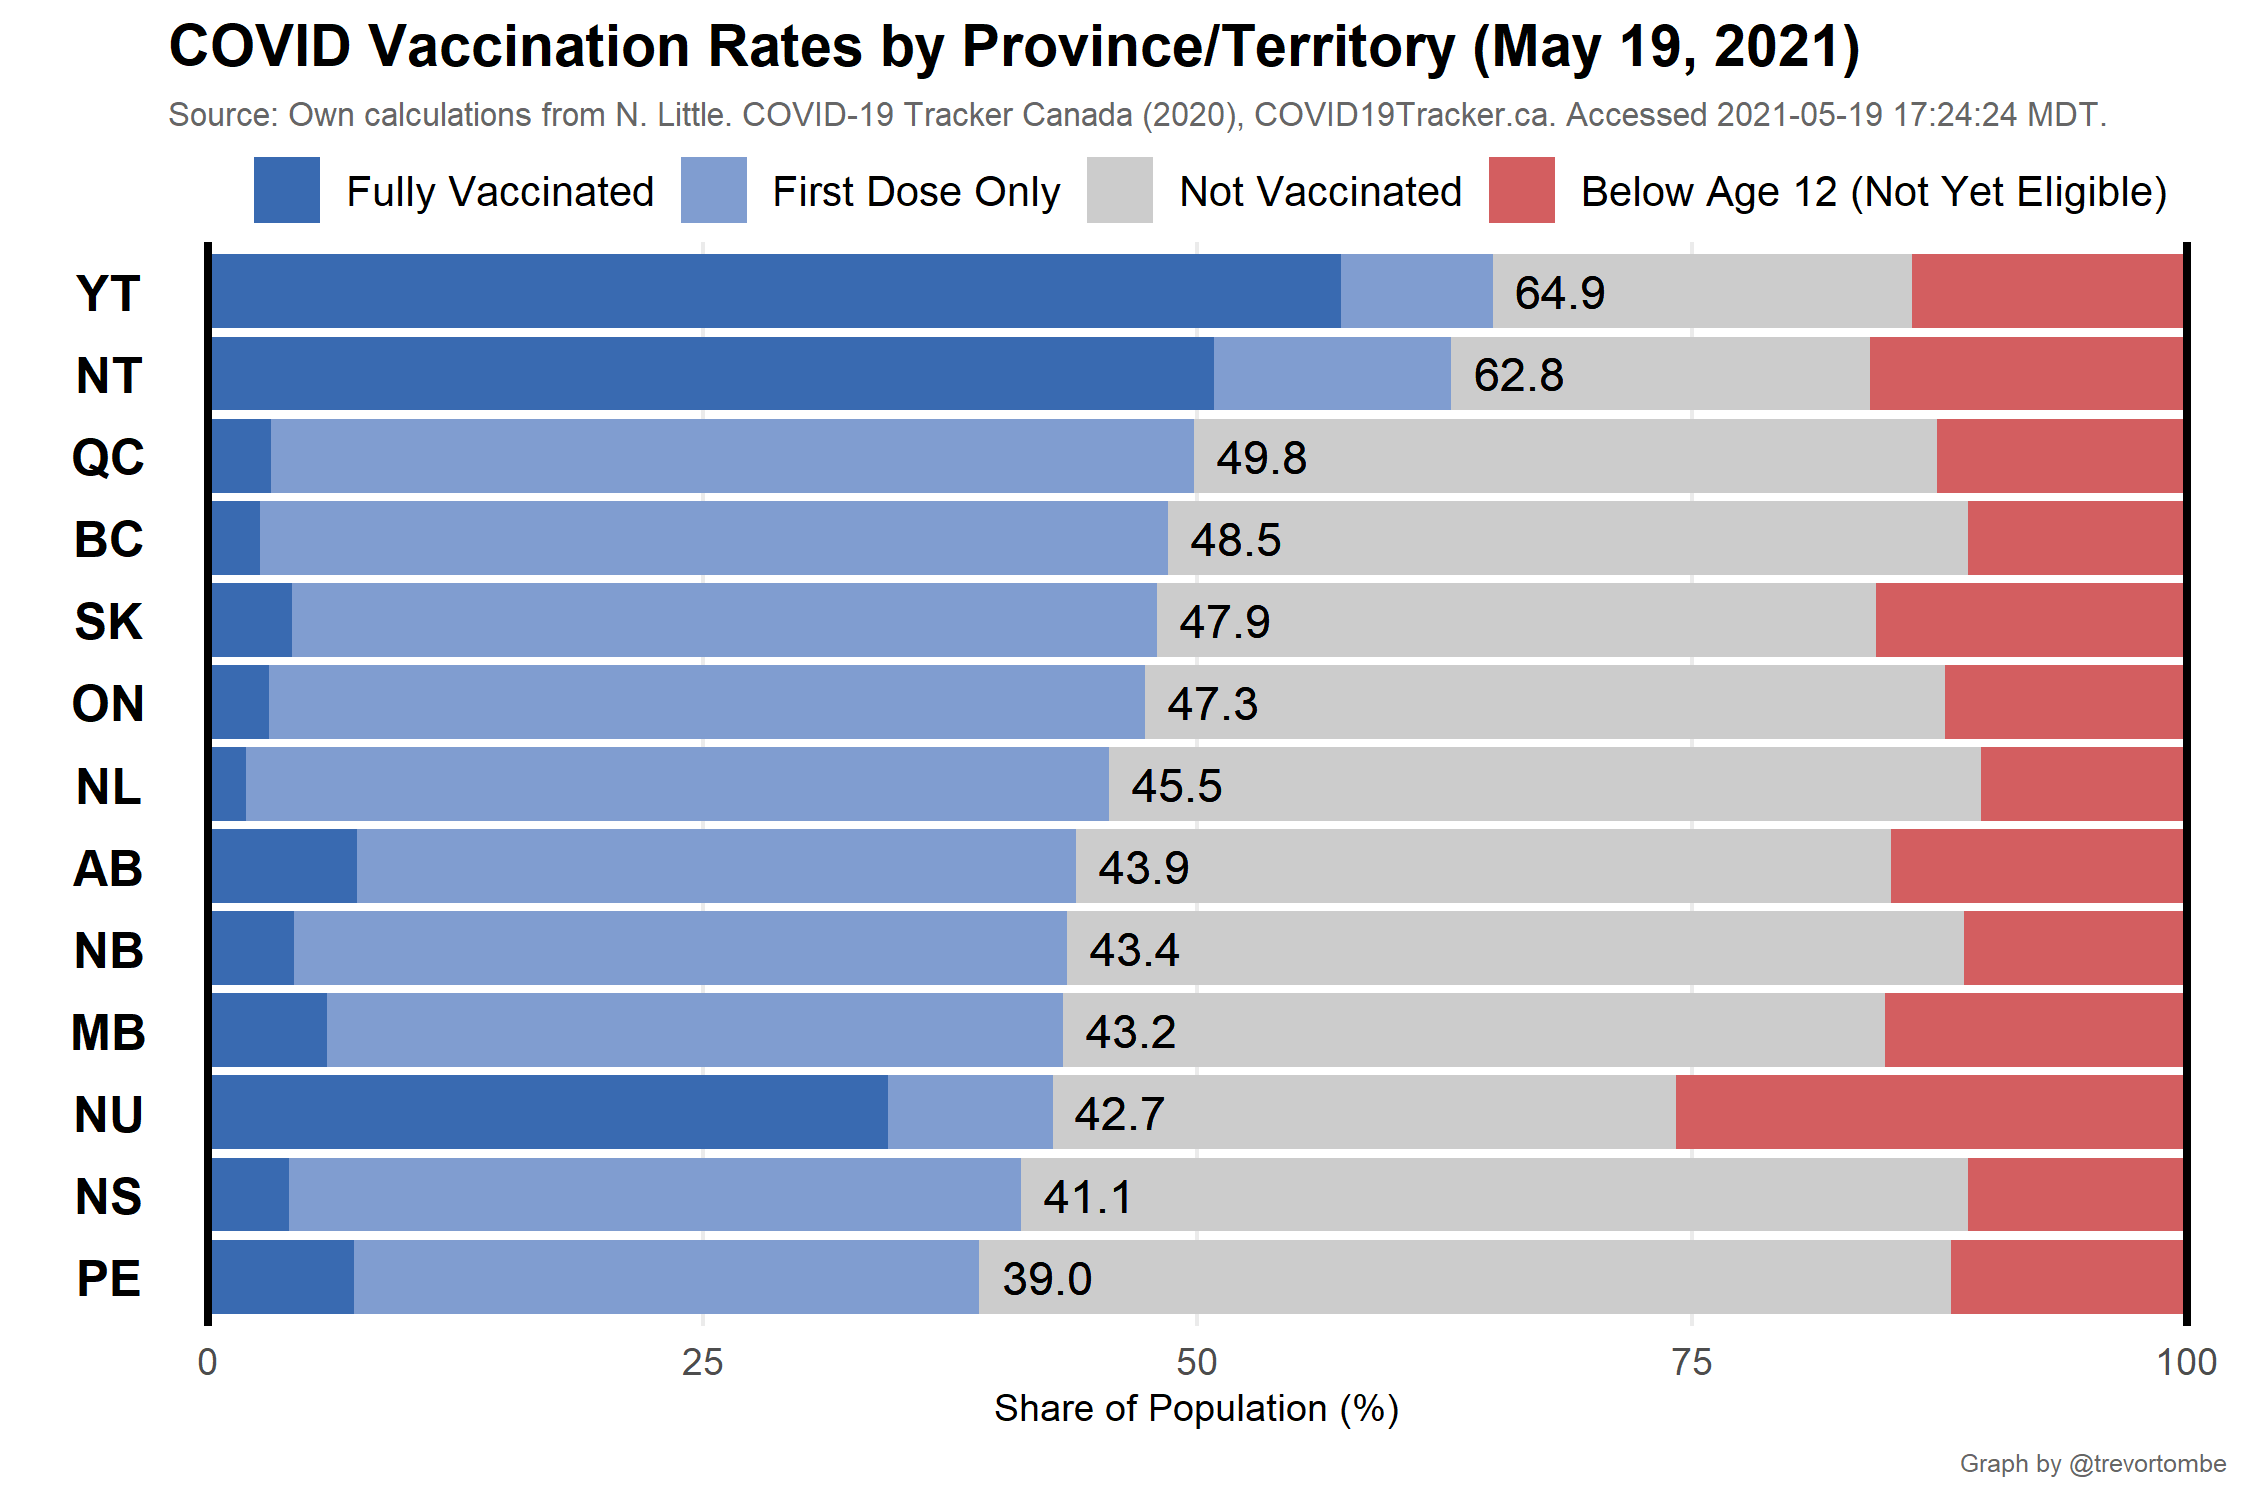 COVID Vaccination Rates by Province/Territory (May 19, 2021)
Source: Own calculations from N. Little. COVID-19 Tracker Canada (2020), COVID19Tracker.ca. Accessed 2021-05-19 17:24:24 MDT.
Fully Vaccinated First Dose Only Not Vaccinated Below Age 12 (Not Yet Eligible)
YT 64.9
NT 62.8
QC 49.8
BC 48.5
SK 47.9
ON 47.3
NL 45.5
AB 43.9
NB 43.4
MB 43.2
NU 42.7
NS 41.1
PE 39.0
0 25 50 75 100
Share of Population (%)
Graph by @trevortombe